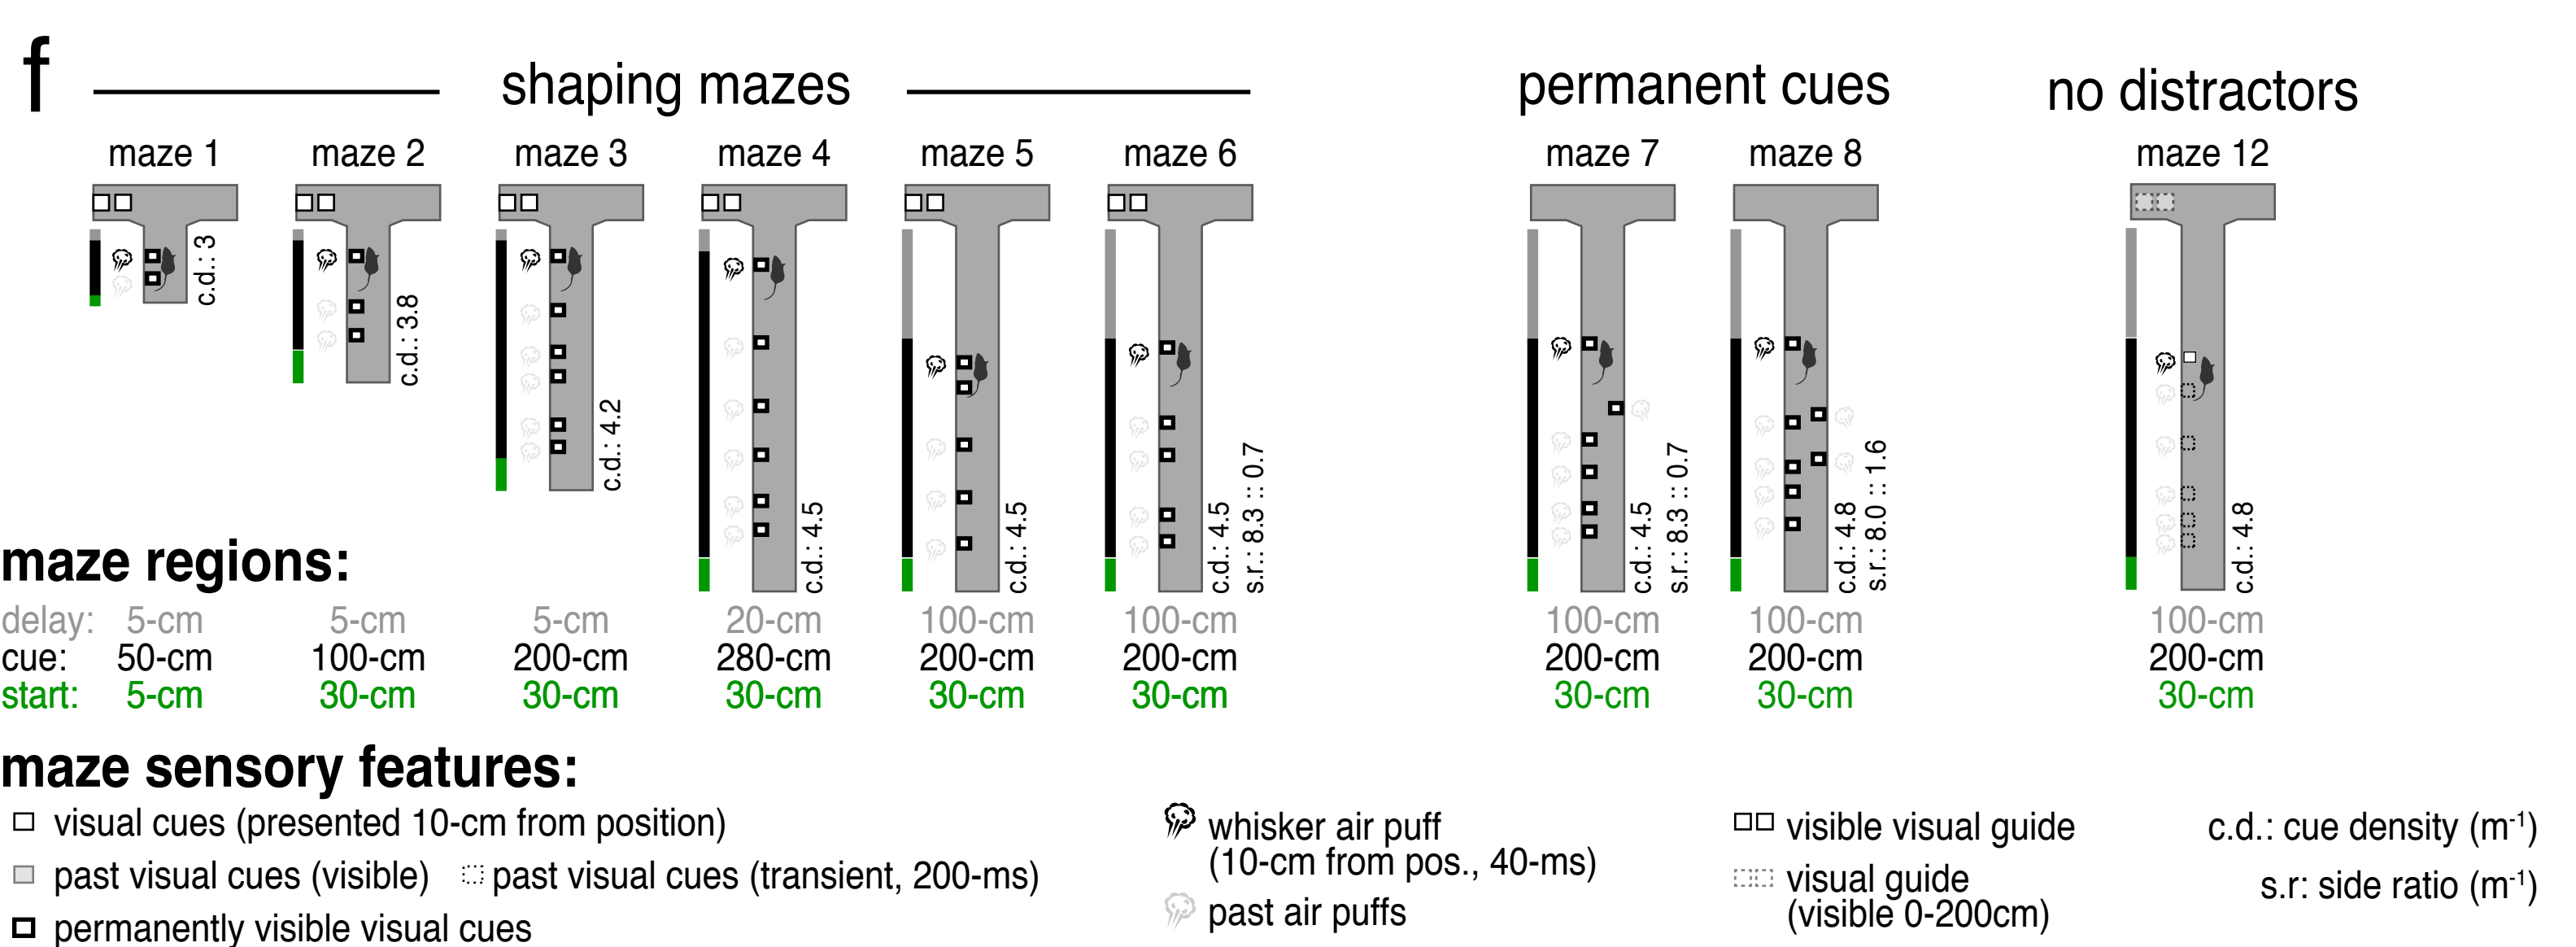 f
shaping mazes
permanent cues
no distractors
maze 1
maze 2
maze 3
maze 4
maze 5
maze 6
maze 7
maze 8
maze 12
c.d.: 3
c.d.: 3.8
c.d.: 4.2
c.d.: 4.5
c.d.: 4.5
c.d.: 4.5
s.r.: 8.3 :: 0.7
c.d.: 4.5
s.r.: 8.3 :: 0.7
c.d.: 4.8
s.r.: 8.0 :: 1.6
c.d.: 4.8
maze regions:
delay: 5-cm 5-cm 5-cm 20-cm 100-cm 100-cm 100-cm 100-cm 100-cm
cue: 50-cm 100-cm 200-cm 280-cm 200-cm 200-cm 200-cm 200-cm 200-cm
start: 5-cm 30-cm 30-cm 30-cm 30-cm 30-cm 30-cm 30-cm 30-cm
maze sensory features:
visual cues (presented 10-cm from position)
past visual cues (visible)
past visual cues (transient, 200-ms)
permanently visible visual cues
whisker air puff
(10-cm from pos., 40-ms)
past air puffs
visible visual guide
visual guide
(visible 0-200cm)
c.d.: cue density (m⁻¹)
s.r: side ratio (m⁻¹)